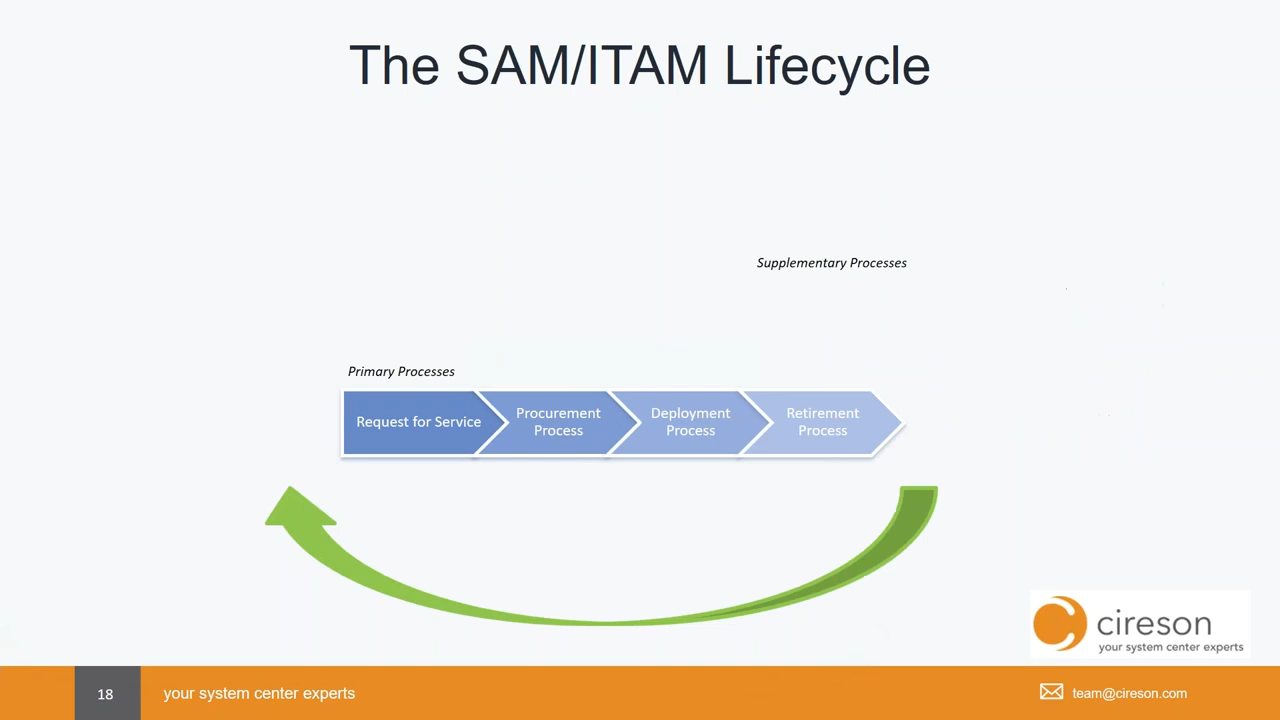 The SAM/ITAM Lifecycle
Supplementary Processes
Primary Processes
Request for Service
Procurement
Process
Deployment
Process
Retirement
Process
cireson
your system center experts
18
your system center experts
team@cireson.com